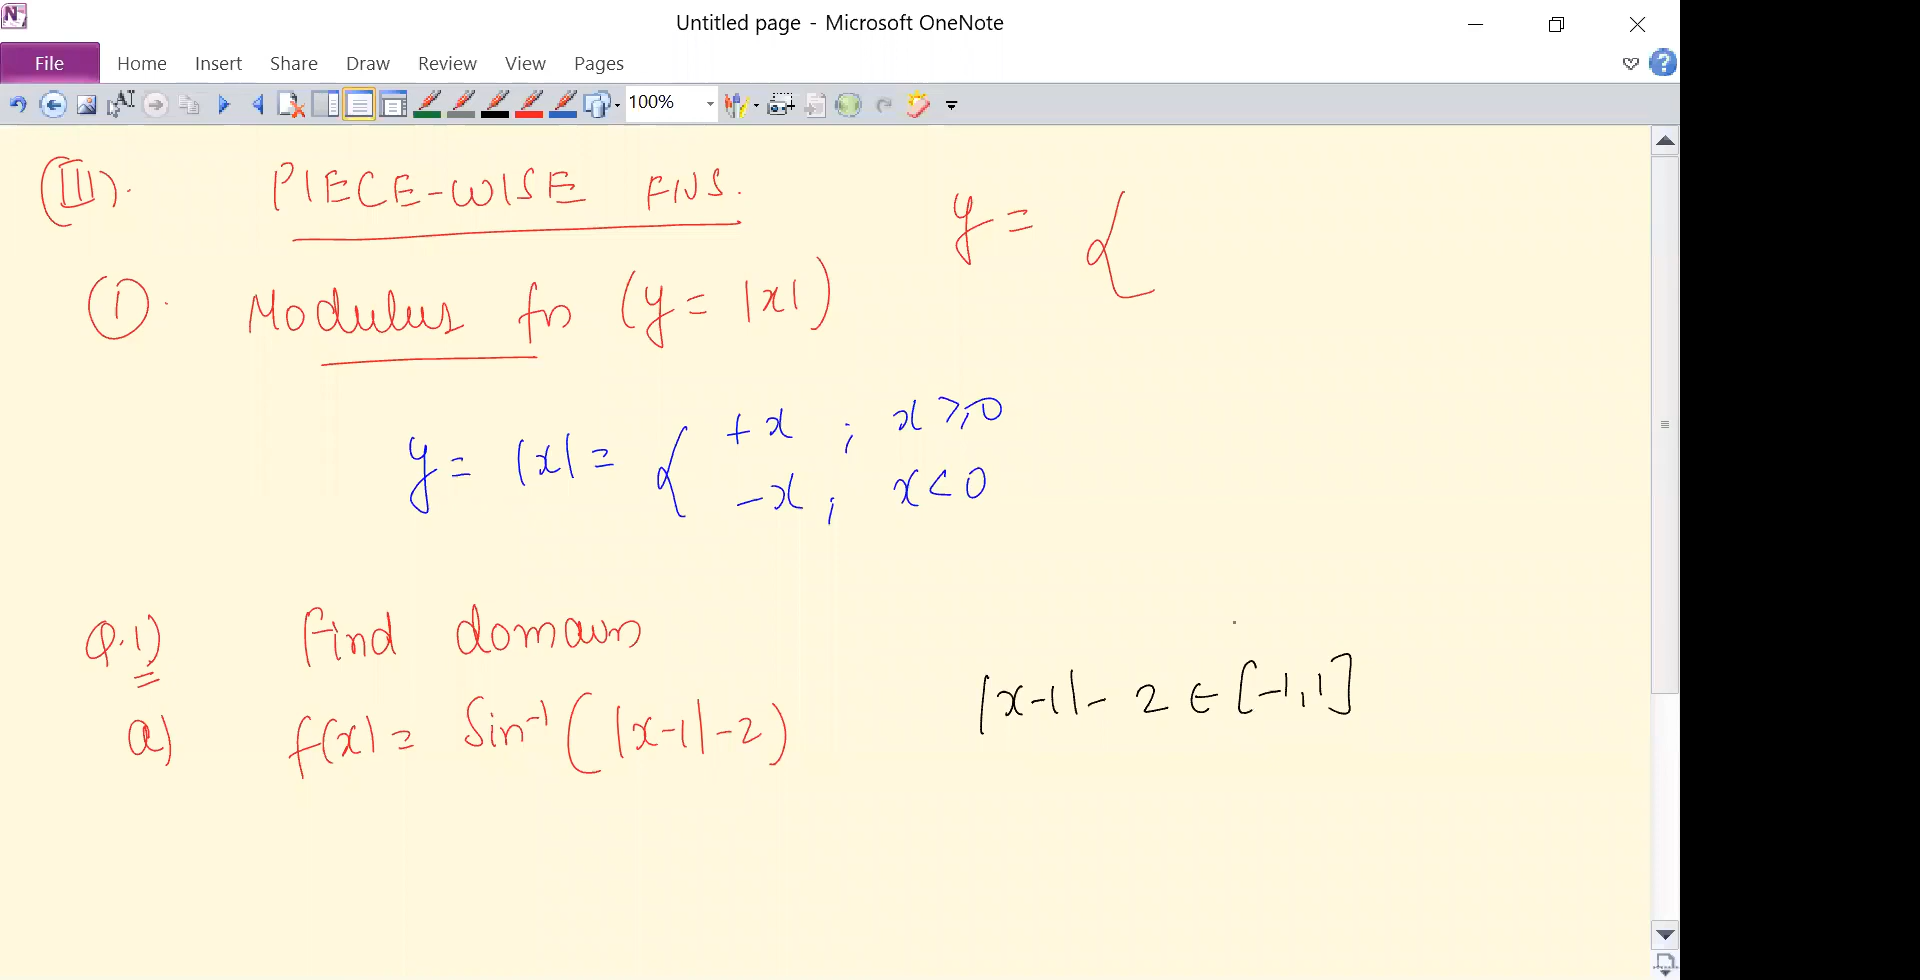 Untitled page - Microsoft OneNote
File Home Insert Share Draw Review View Pages
100%
(III). PIECE-WISE FNS.
y = {
(1). Modulus fn (y = |x|)
y = |x| = { +x ; x ≥ 0
-x ; x < 0
Q.1) Find domain
a) f(x) = Sin⁻¹ ( |x-1| -2)
|x-1| - 2 ∈ [-1, 1]